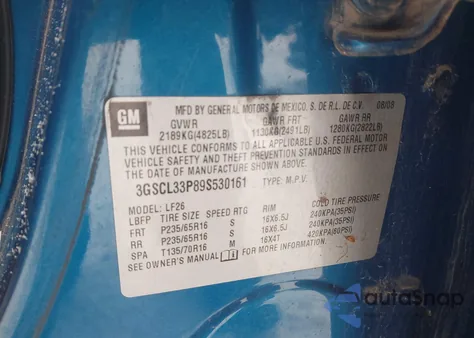 GM
MFD BY GENERAL MOTORS DE MEXICO, S. DE R.L. DE C.V. 08/08
GVWR GAWR FRT GAWR RR
2189KG(4825LB) 1130KG(2491LB) 1280KG(2822LB)
THIS VEHICLE CONFORMS TO ALL APPLICABLE U.S. FEDERAL MOTOR
VEHICLE SAFETY AND THEFT PREVENTION STANDARDS IN EFFECT ON
THE DATE OF MANUFACTURE SHOWN ABOVE.
3GSCL33P89S530161 TYPE: M.P.V.
MODEL: LF26
LBFP TIRE SIZE SPEED RTG RIM COLD TIRE PRESSURE
FRT P235/65R16 S 16X6.5J 240KPA(35PSI)
RR P235/65R16 S 16X6.5J 240KPA(35PSI)
SPA T135/70R16 M 16X4T 420KPA(60PSI)
SEE OWNER'S MANUAL FOR MORE INFORMATION.
autosnap